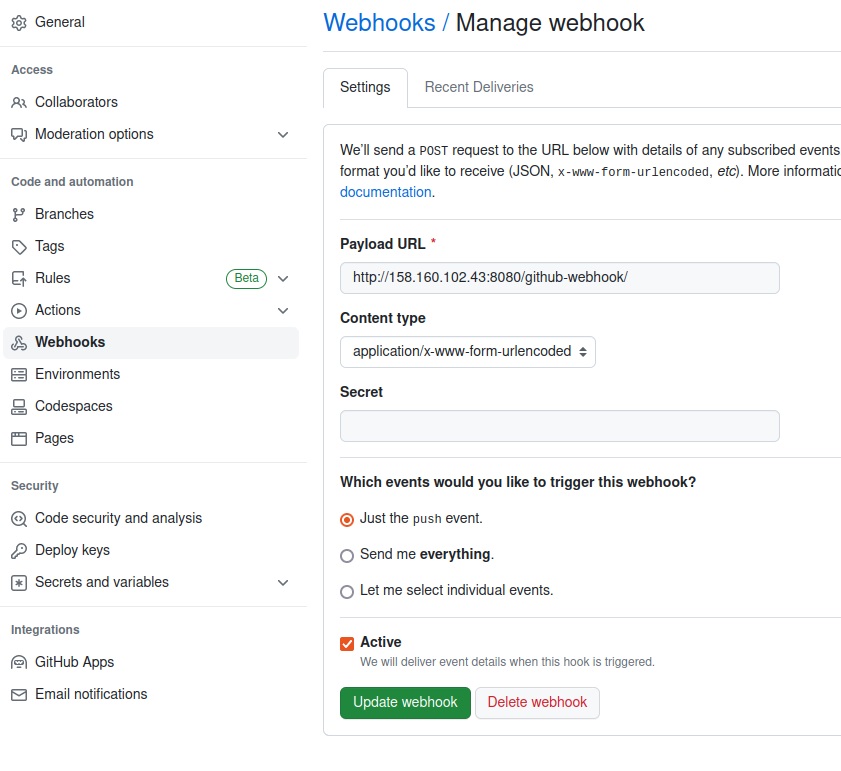 General
Access
Collaborators
Moderation options
Code and automation
Branches
Tags
Rules Beta
Actions
Webhooks
Environments
Codespaces
Pages
Security
Code security and analysis
Deploy keys
Secrets and variables
Integrations
GitHub Apps
Email notifications
Webhooks / Manage webhook
Settings Recent Deliveries
We'll send a POST request to the URL below with details of any subscribed events
format you'd like to receive (JSON, x-www-form-urlencoded, etc). More informatic
documentation.
Payload URL *
http://158.160.102.43:8080/github-webhook/
Content type
application/x-www-form-urlencoded
Secret
Which events would you like to trigger this webhook?
Just the push event.
Send me everything.
Let me select individual events.
Active
We will deliver event details when this hook is triggered.
Update webhook Delete webhook